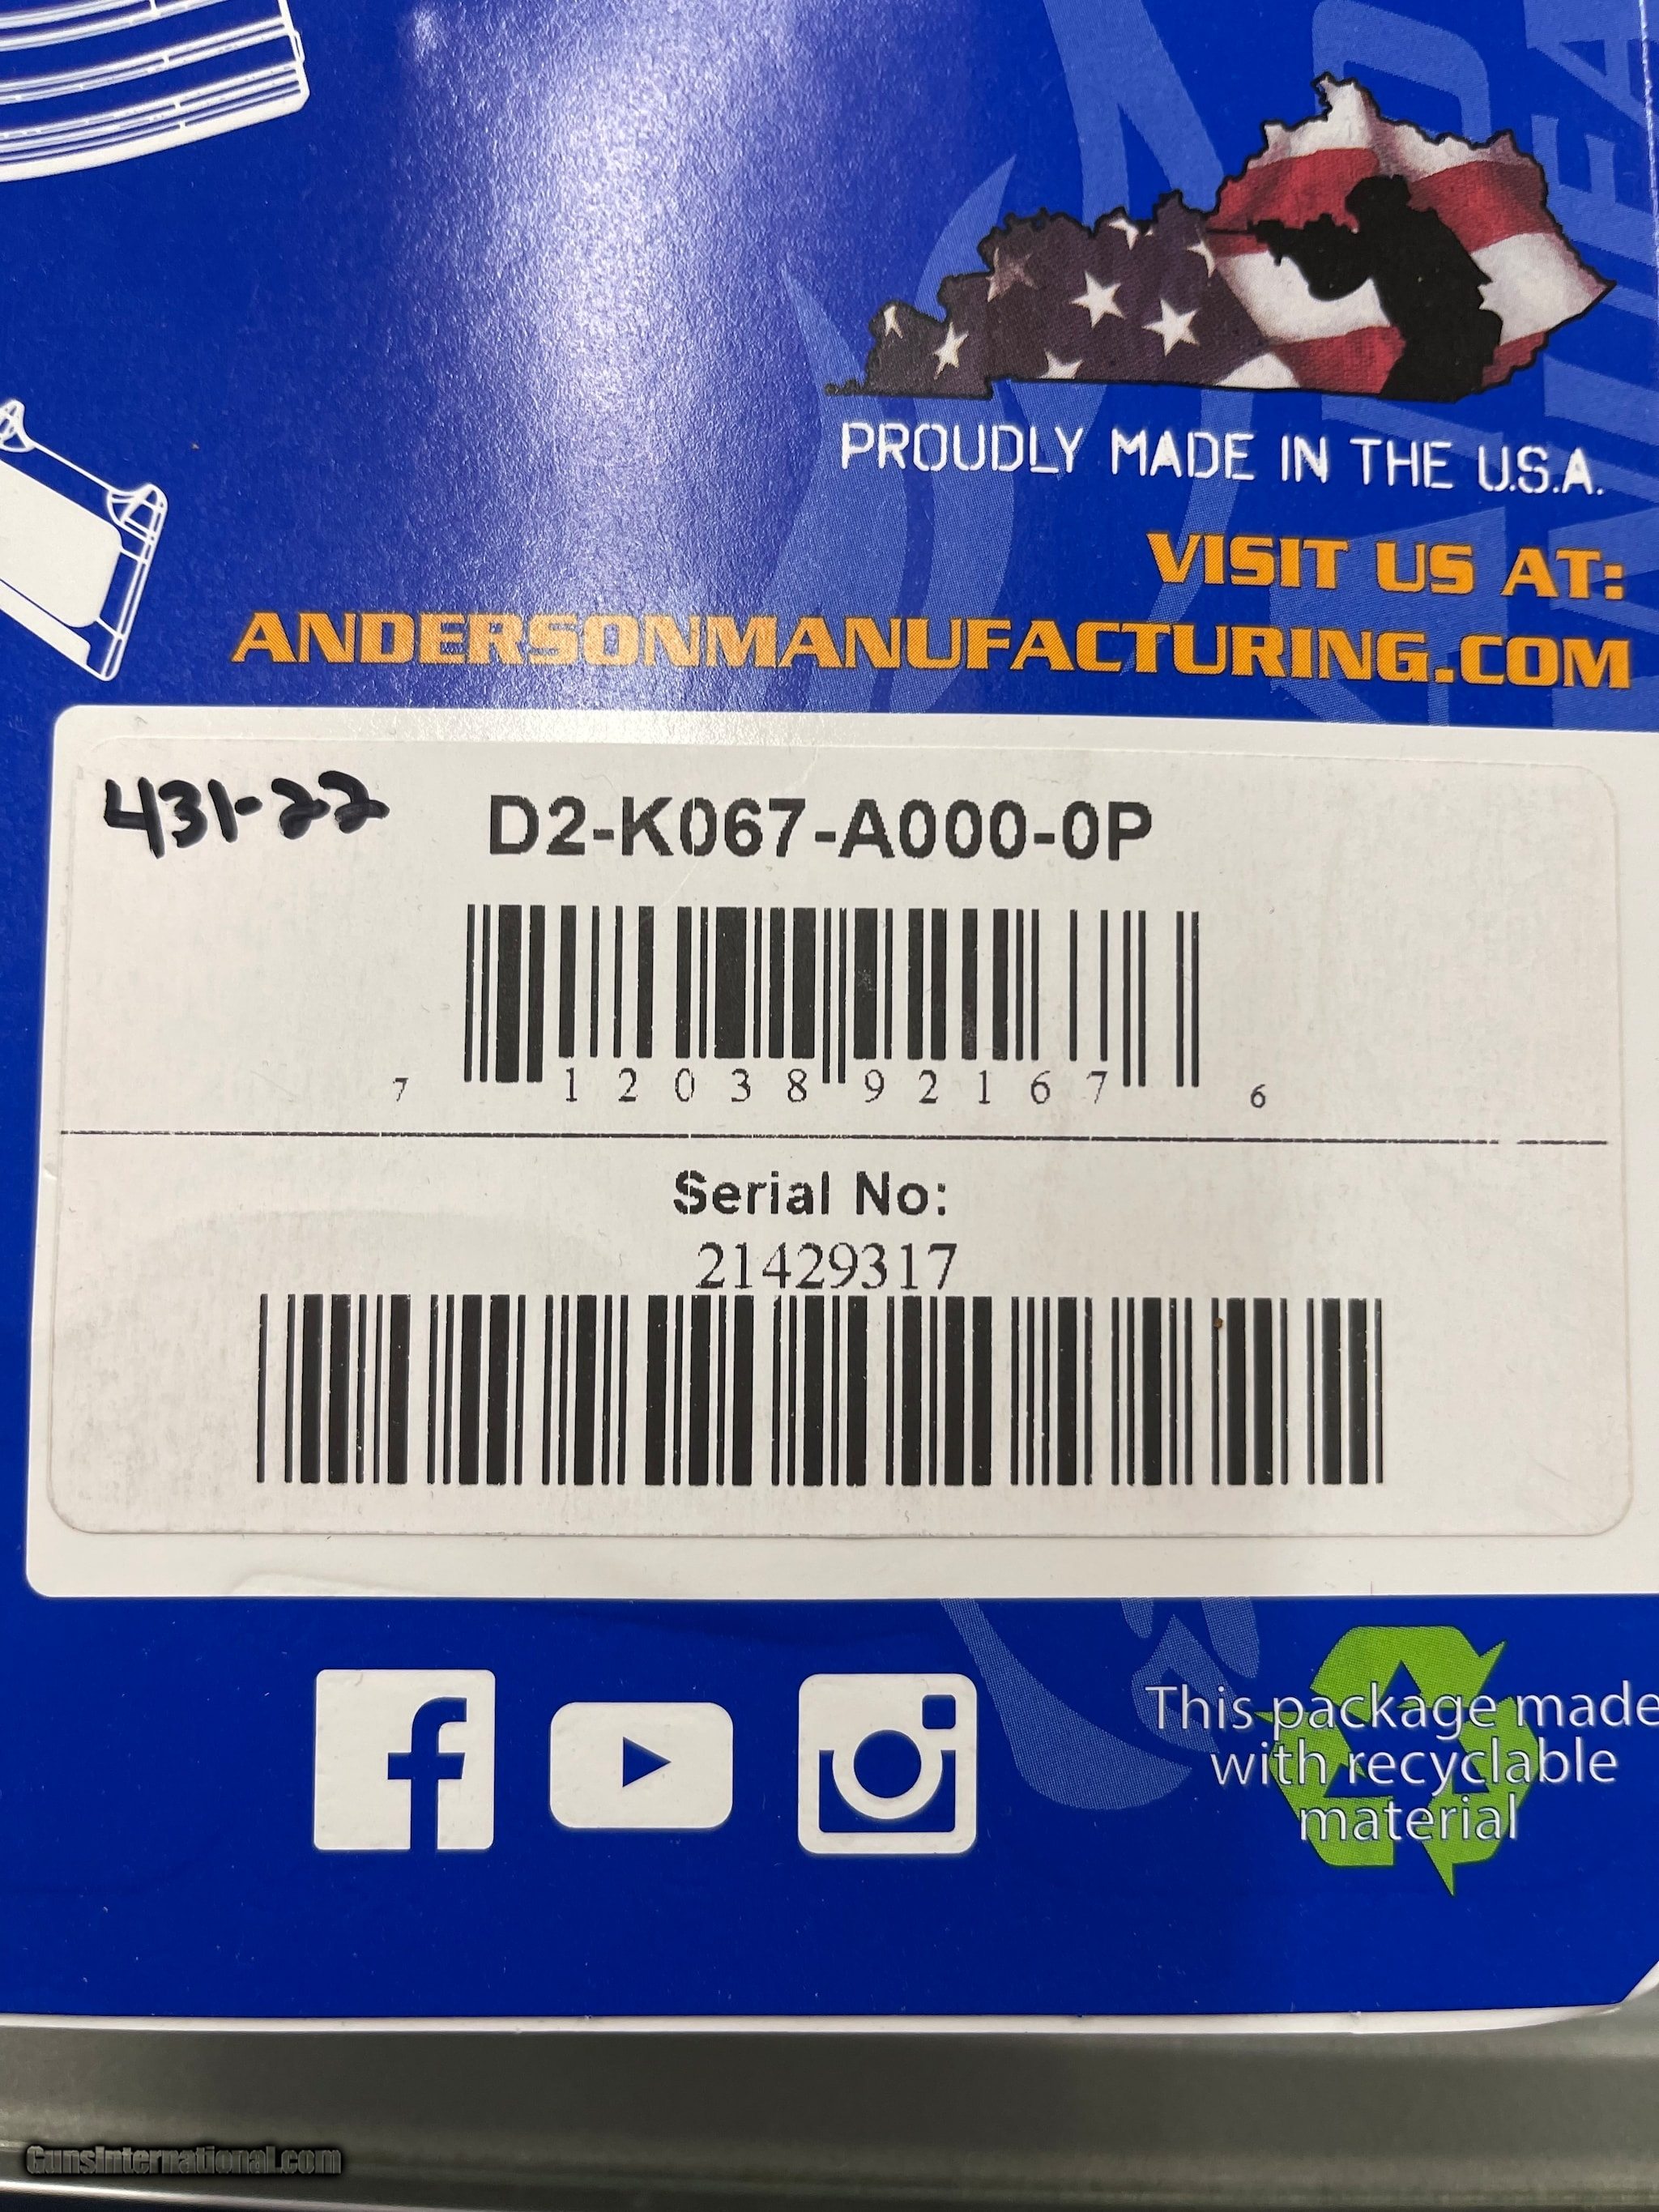 PROUDLY MADE IN THE U.S.A.
VISIT US AT:
ANDERSONMANUFACTURING.COM
431-22
D2-K067-A000-0P
7 12038 92167 6
Serial No:
21429317
This package made
with recyclable
material
GunsInternational.com